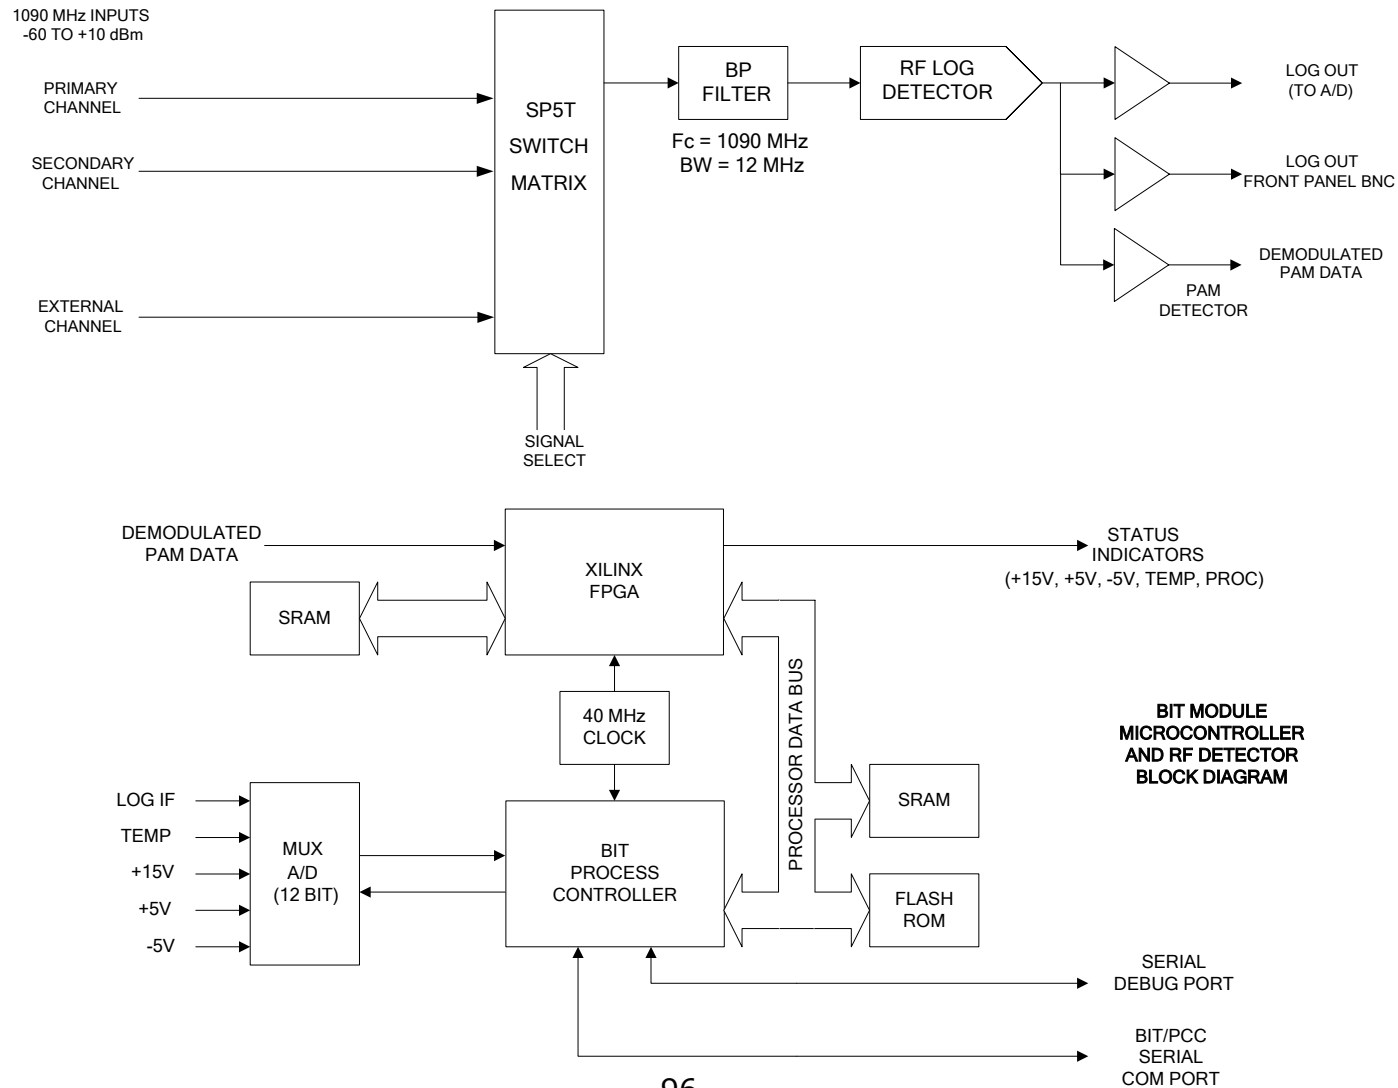 1090 MHz INPUTS
-60 TO +10 dBm
PRIMARY
CHANNEL
SECONDARY
CHANNEL
EXTERNAL
CHANNEL
SP5T
SWITCH
MATRIX
SIGNAL
SELECT
BP
FILTER
Fc = 1090 MHz
BW = 12 MHz
RF LOG
DETECTOR
LOG OUT
(TO A/D)
LOG OUT
FRONT PANEL BNC
DEMODULATED
PAM DATA
PAM
DETECTOR
DEMODULATED
PAM DATA
XILINX
FPGA
STATUS
INDICATORS
(+15V, +5V, -5V, TEMP, PROC)
SRAM
40 MHz
CLOCK
PROCESSOR DATA BUS
BIT MODULE
MICROCONTROLLER
AND RF DETECTOR
BLOCK DIAGRAM
LOG IF
TEMP
+15V
+5V
-5V
MUX
A/D
(12 BIT)
BIT
PROCESS
CONTROLLER
SRAM
FLASH
ROM
SERIAL
DEBUG PORT
BIT/PCC
SERIAL
COM PORT